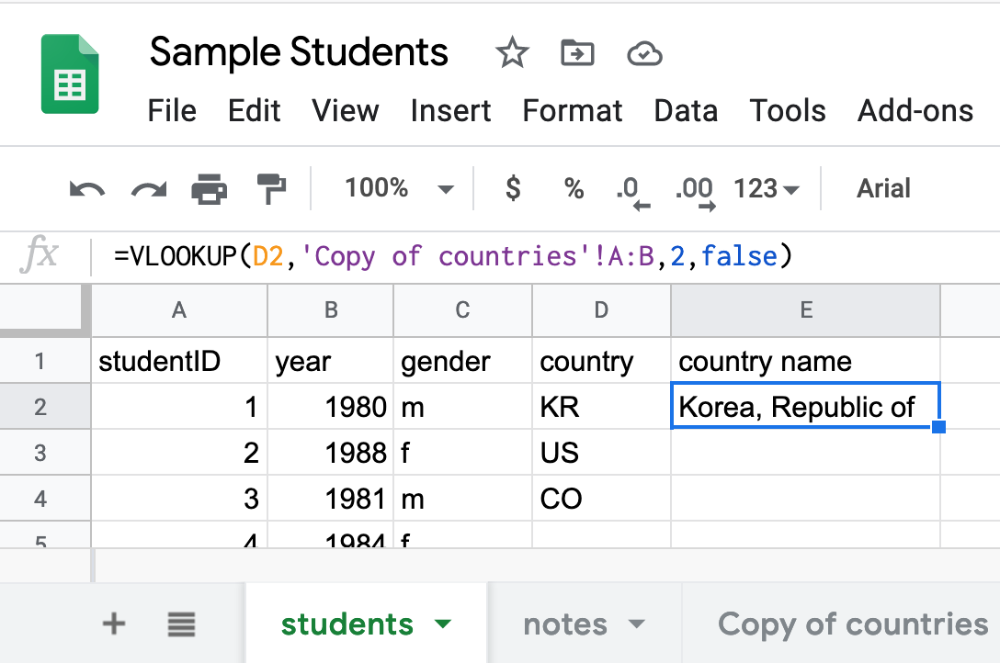 Sample Students
File Edit View Insert Format Data Tools Add-ons
100% $ % .0 .00 123 Arial
fx =VLOOKUP(D2,'Copy of countries'!A:B,2,false)
A B C D E
1 studentID year gender country country name
2 1 1980 m KR Korea, Republic of
3 2 1988 f US
4 3 1981 m CO
5 4 1984 f
+ students notes Copy of countries